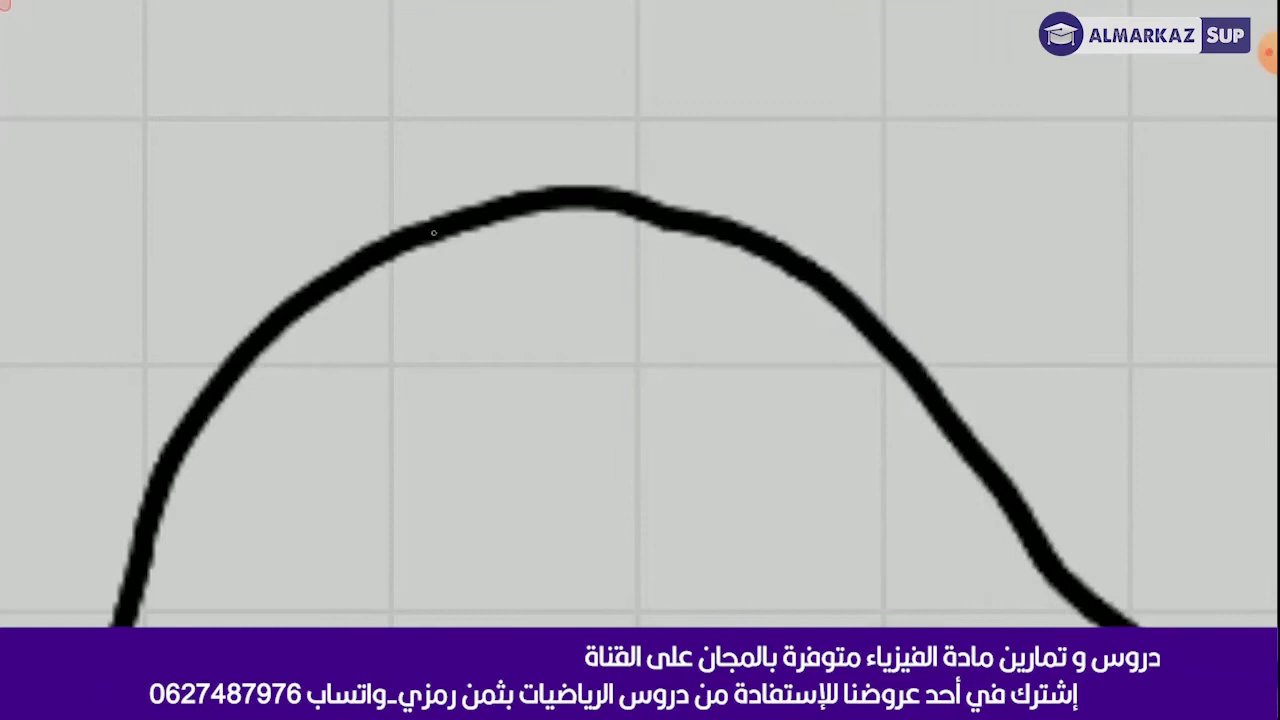 ALMARKAZ SUP
دروس و تمارين مادة الفيزياء متوفرة بالمجان على القناة
إشترك في أحد عروضنا للإستفادة من دروس الرياضيات بثمن رمزي-واتساب 0627487976